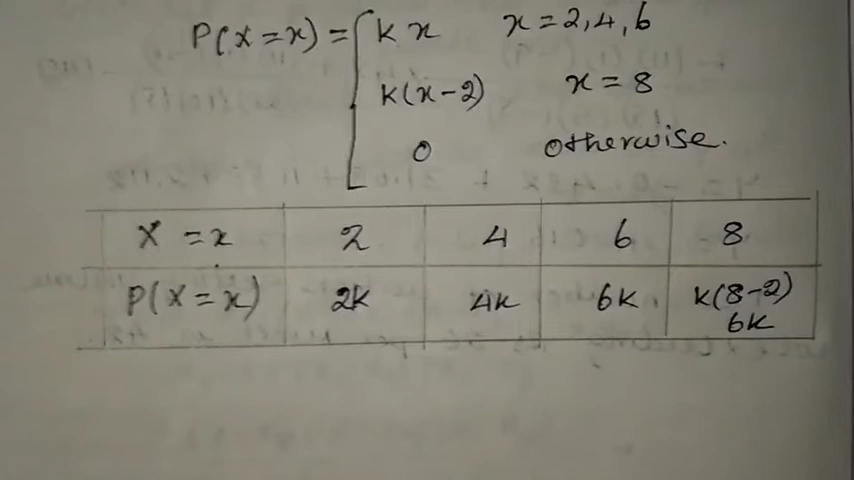 P(X=x) = { kx x=2,4,6
k(x-2) x=8
0 otherwise.
X=x 2 4 6 8
P(X=x) 2k 4k 6k k(8-2)
6k